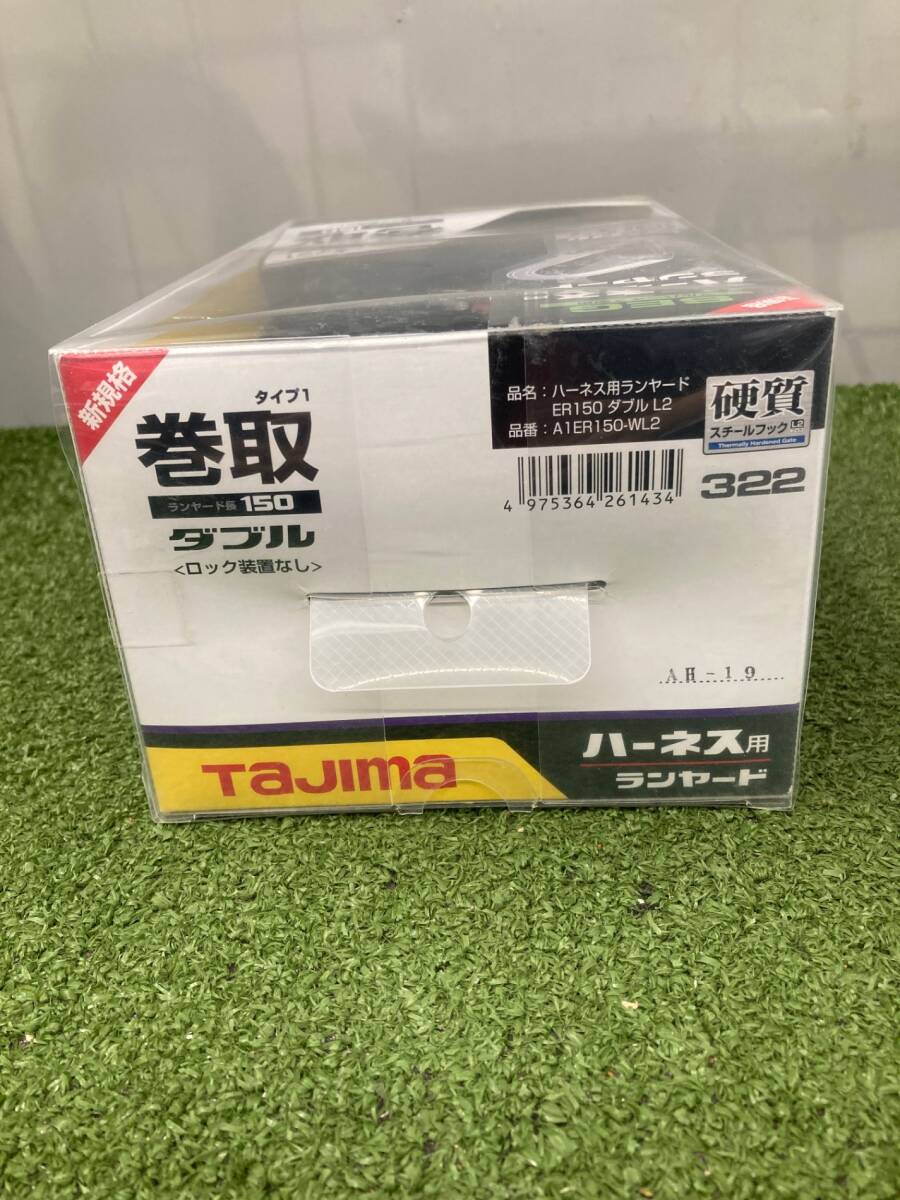 新規格
タイプ1
巻取
ランヤード長 150
ダブル
<ロック装置なし>
品名：ハーネス用ランヤード
ER150 ダブル L2
品番：A1ER150-WL2
硬質
スチールフック L2
Thermally Hardened Gate
4 975364 261434
322
AH-19
TAJIMA
ハーネス用
ランヤード